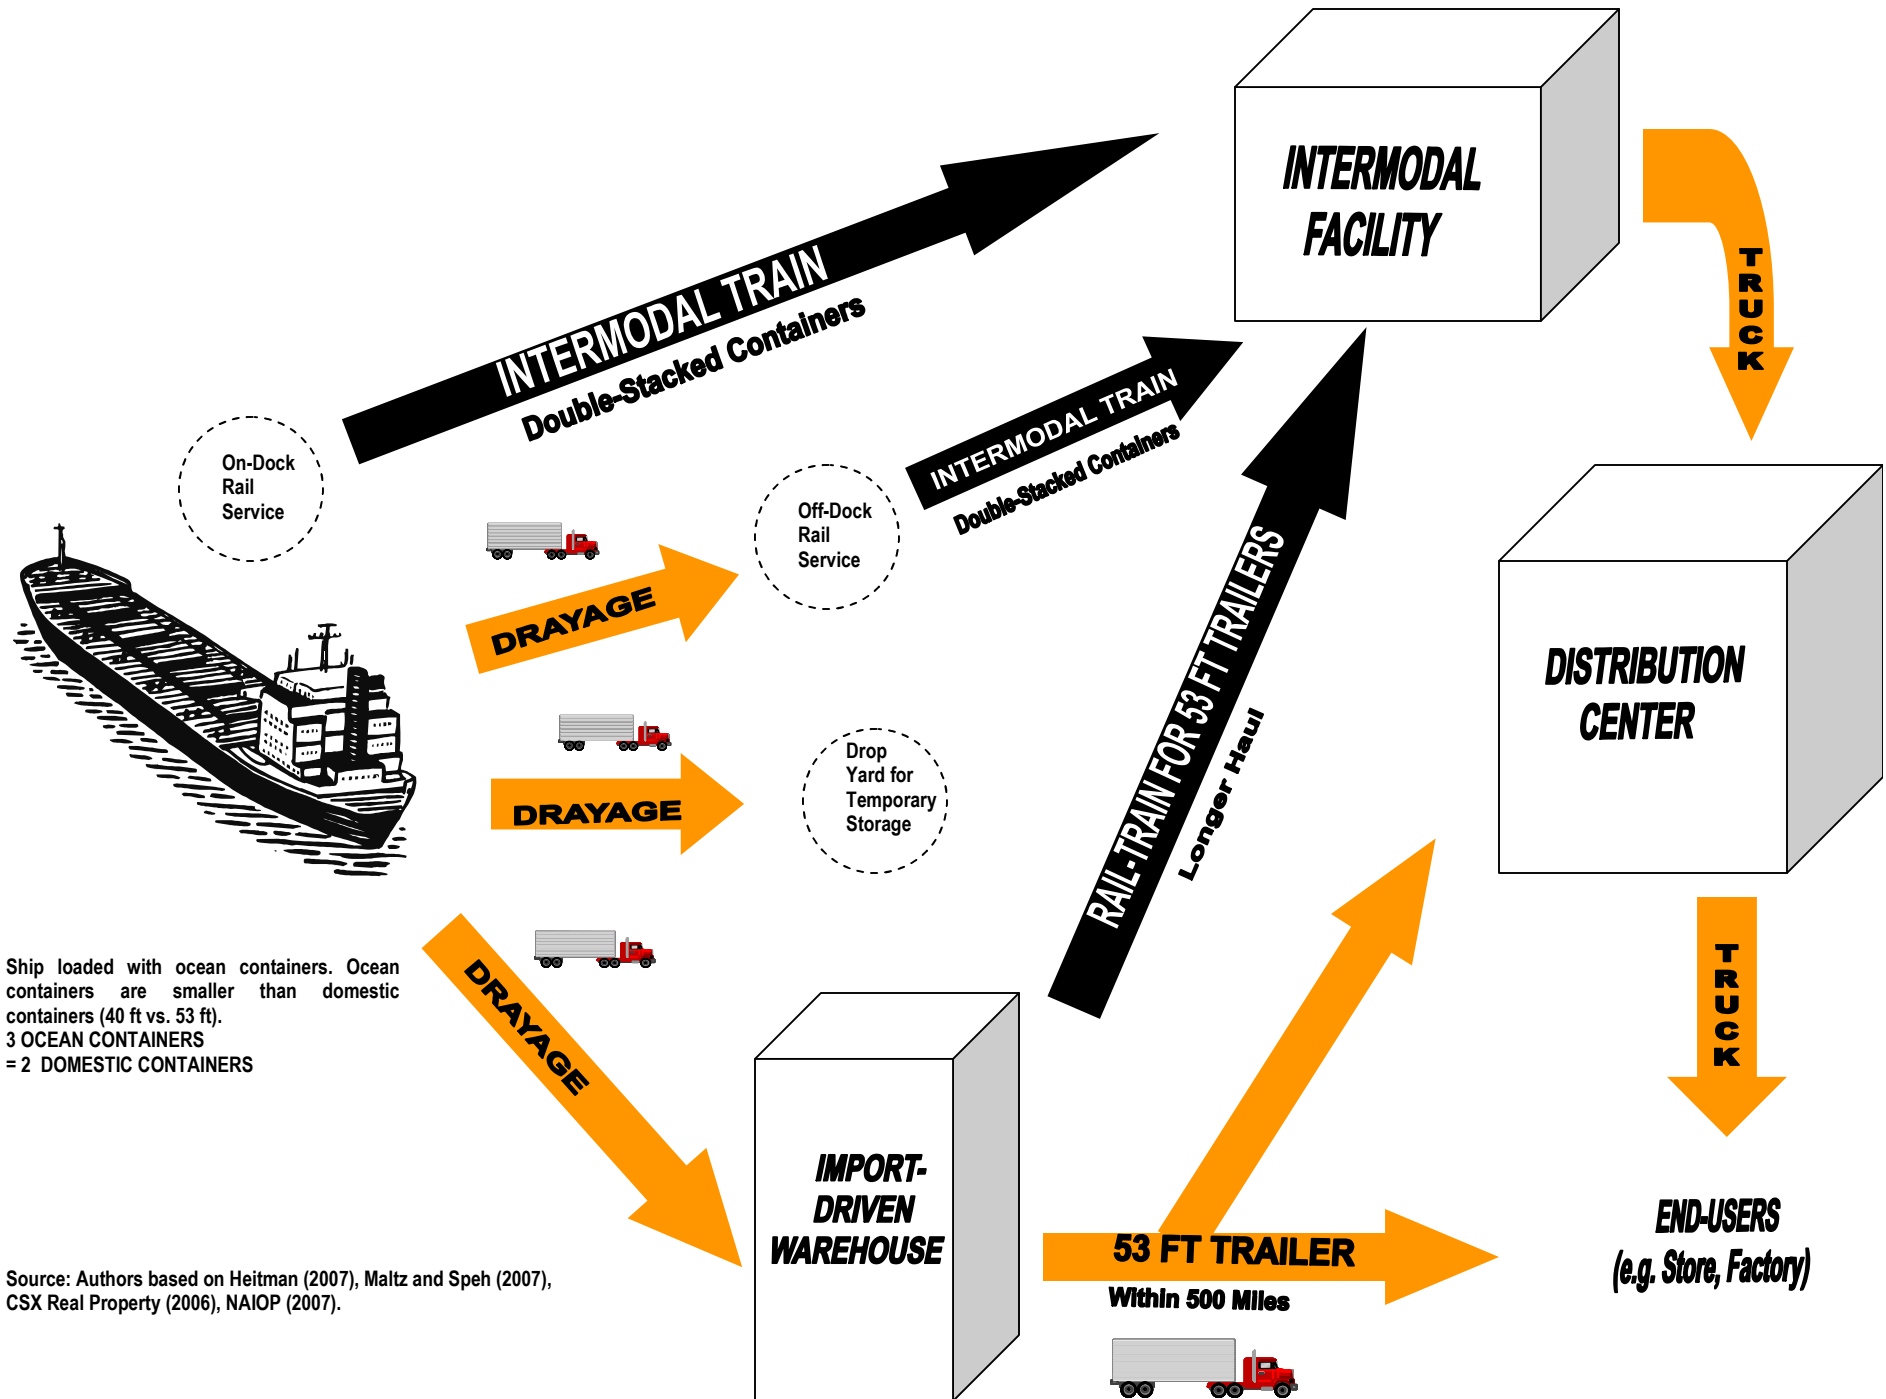 INTERMODAL
FACILITY
INTERMODAL TRAIN
Double-Stacked Containers
TRUCK
INTERMODAL TRAIN
Double-Stacked Containers
On-Dock
Rail
Service
Off-Dock
Rail
Service
DRAYAGE
RAIL-TRAIN FOR 53 FT TRAILERS
Longer Haul
DISTRIBUTION
CENTER
DRAYAGE
Drop
Yard for
Temporary
Storage
DRAYAGE
TRUCK
Ship loaded with ocean containers. Ocean
containers are smaller than domestic
containers (40 ft vs. 53 ft).
3 OCEAN CONTAINERS
= 2 DOMESTIC CONTAINERS
IMPORT-
DRIVEN
WAREHOUSE
53 FT TRAILER
Within 500 Miles
END-USERS
(e.g. Store, Factory)
Source: Authors based on Heitman (2007), Maltz and Speh (2007),
CSX Real Property (2006), NAIOP (2007).